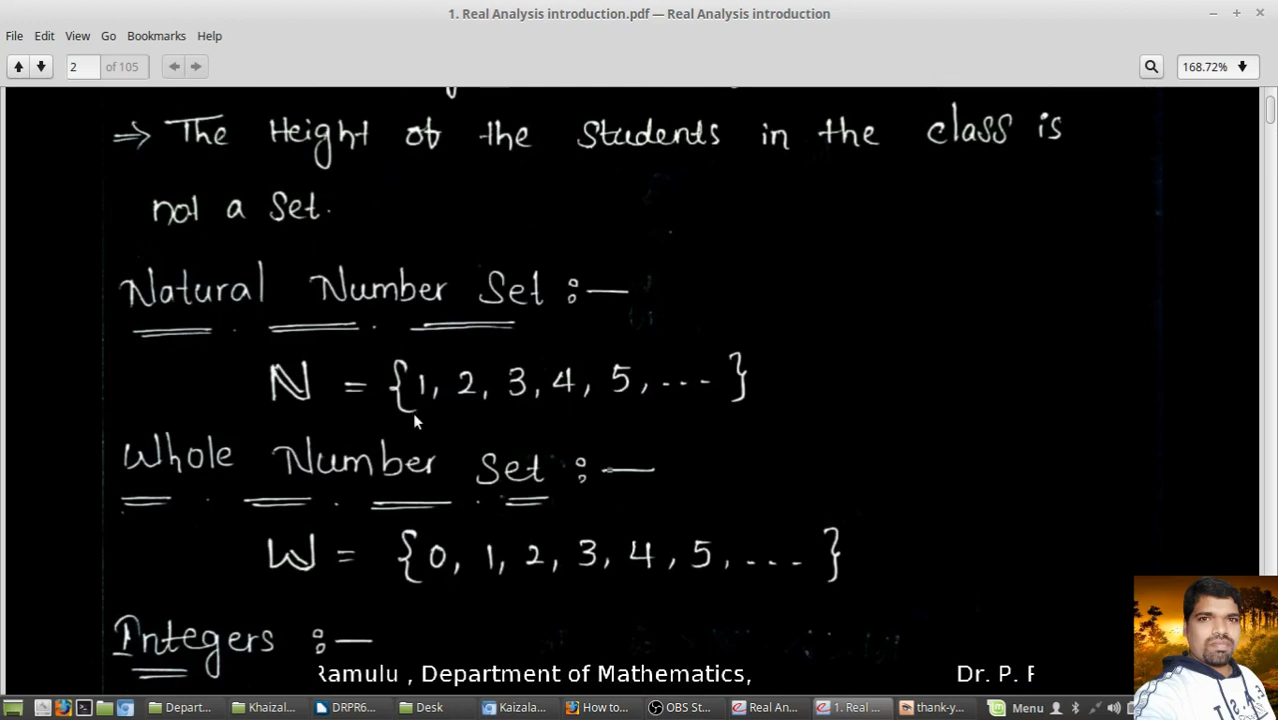 1. Real Analysis introduction.pdf — Real Analysis introduction
File Edit View Go Bookmarks Help
2 of 105 168.72%
⇒ The Height of the Students in the class is
not a set.
Natural Number Set :—
ℕ = {1, 2, 3, 4, 5, --- }
Whole Number Set :—
W = {0, 1, 2, 3, 4, 5, --- }
Integers :—
Ramulu , Department of Mathematics, Dr. P.
Depart... Khaizal... DRPR6... Desk Kaizala... How to... OBS St... Real An... 1. Real ... thank-y... Menu